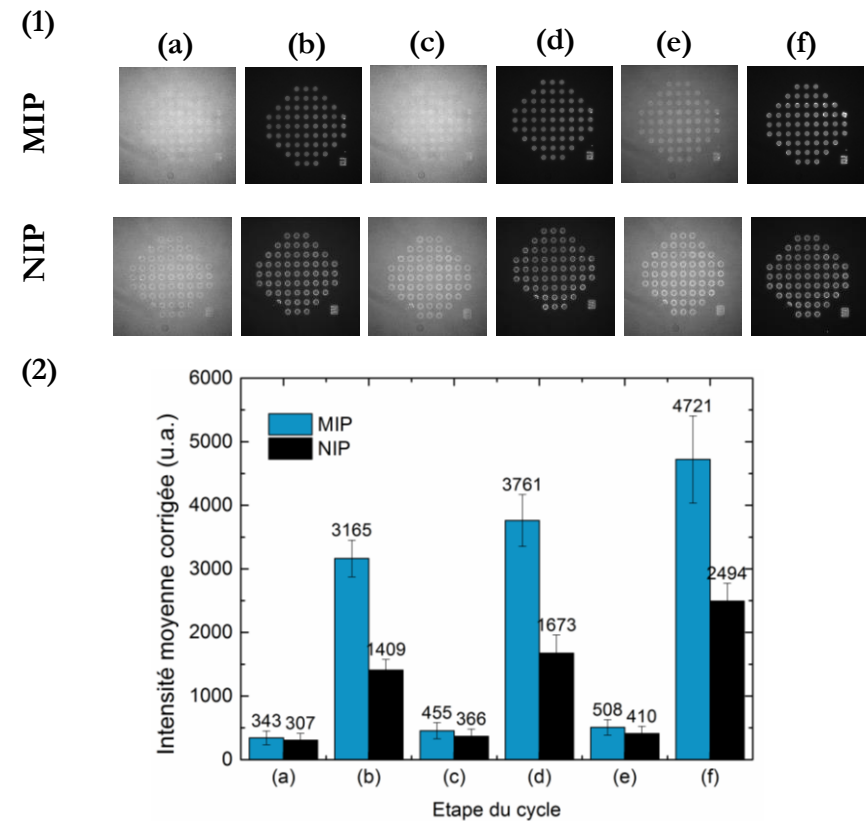 (1)
(a) (b) (c) (d) (e) (f)
MIP
NIP
(2)
6000
5000
4000
3000
2000
1000
0
Intensité moyenne corrigée (u.a.)
MIP
NIP
343 307
3165
1409
455 366
3761
1673
508 410
4721
2494
(a) (b) (c) (d) (e) (f)
Etape du cycle